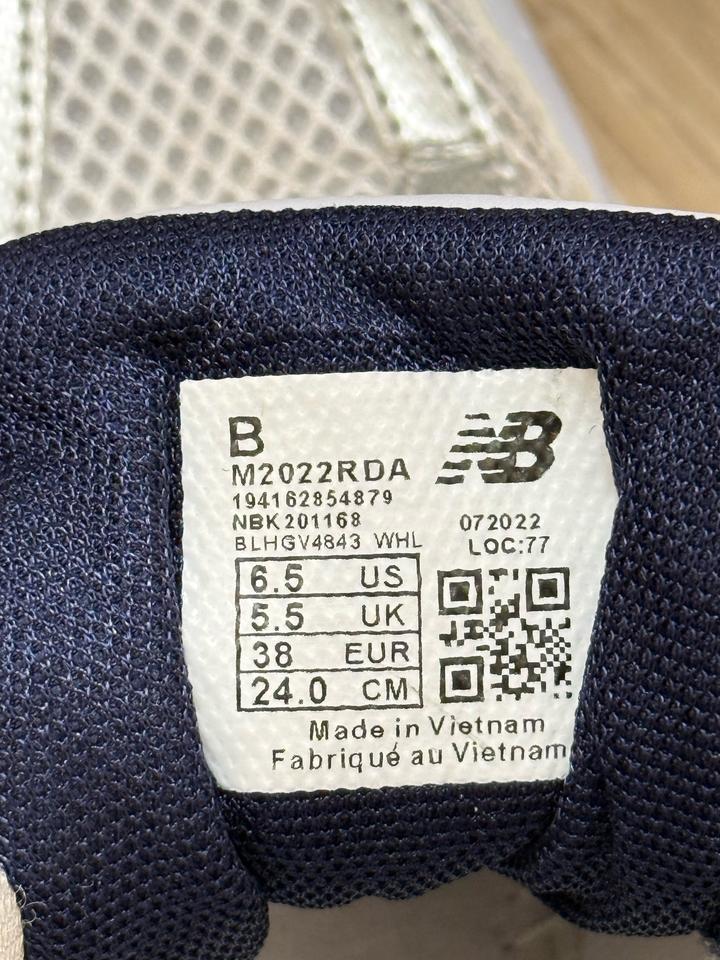 B
NB
M2022RDA
194162854879
NBK201168 072022
BLHGV4843 WHL LOC:77
6.5 US
5.5 UK
38 EUR
24.0 CM
Made in Vietnam
Fabriqué au Vietnam